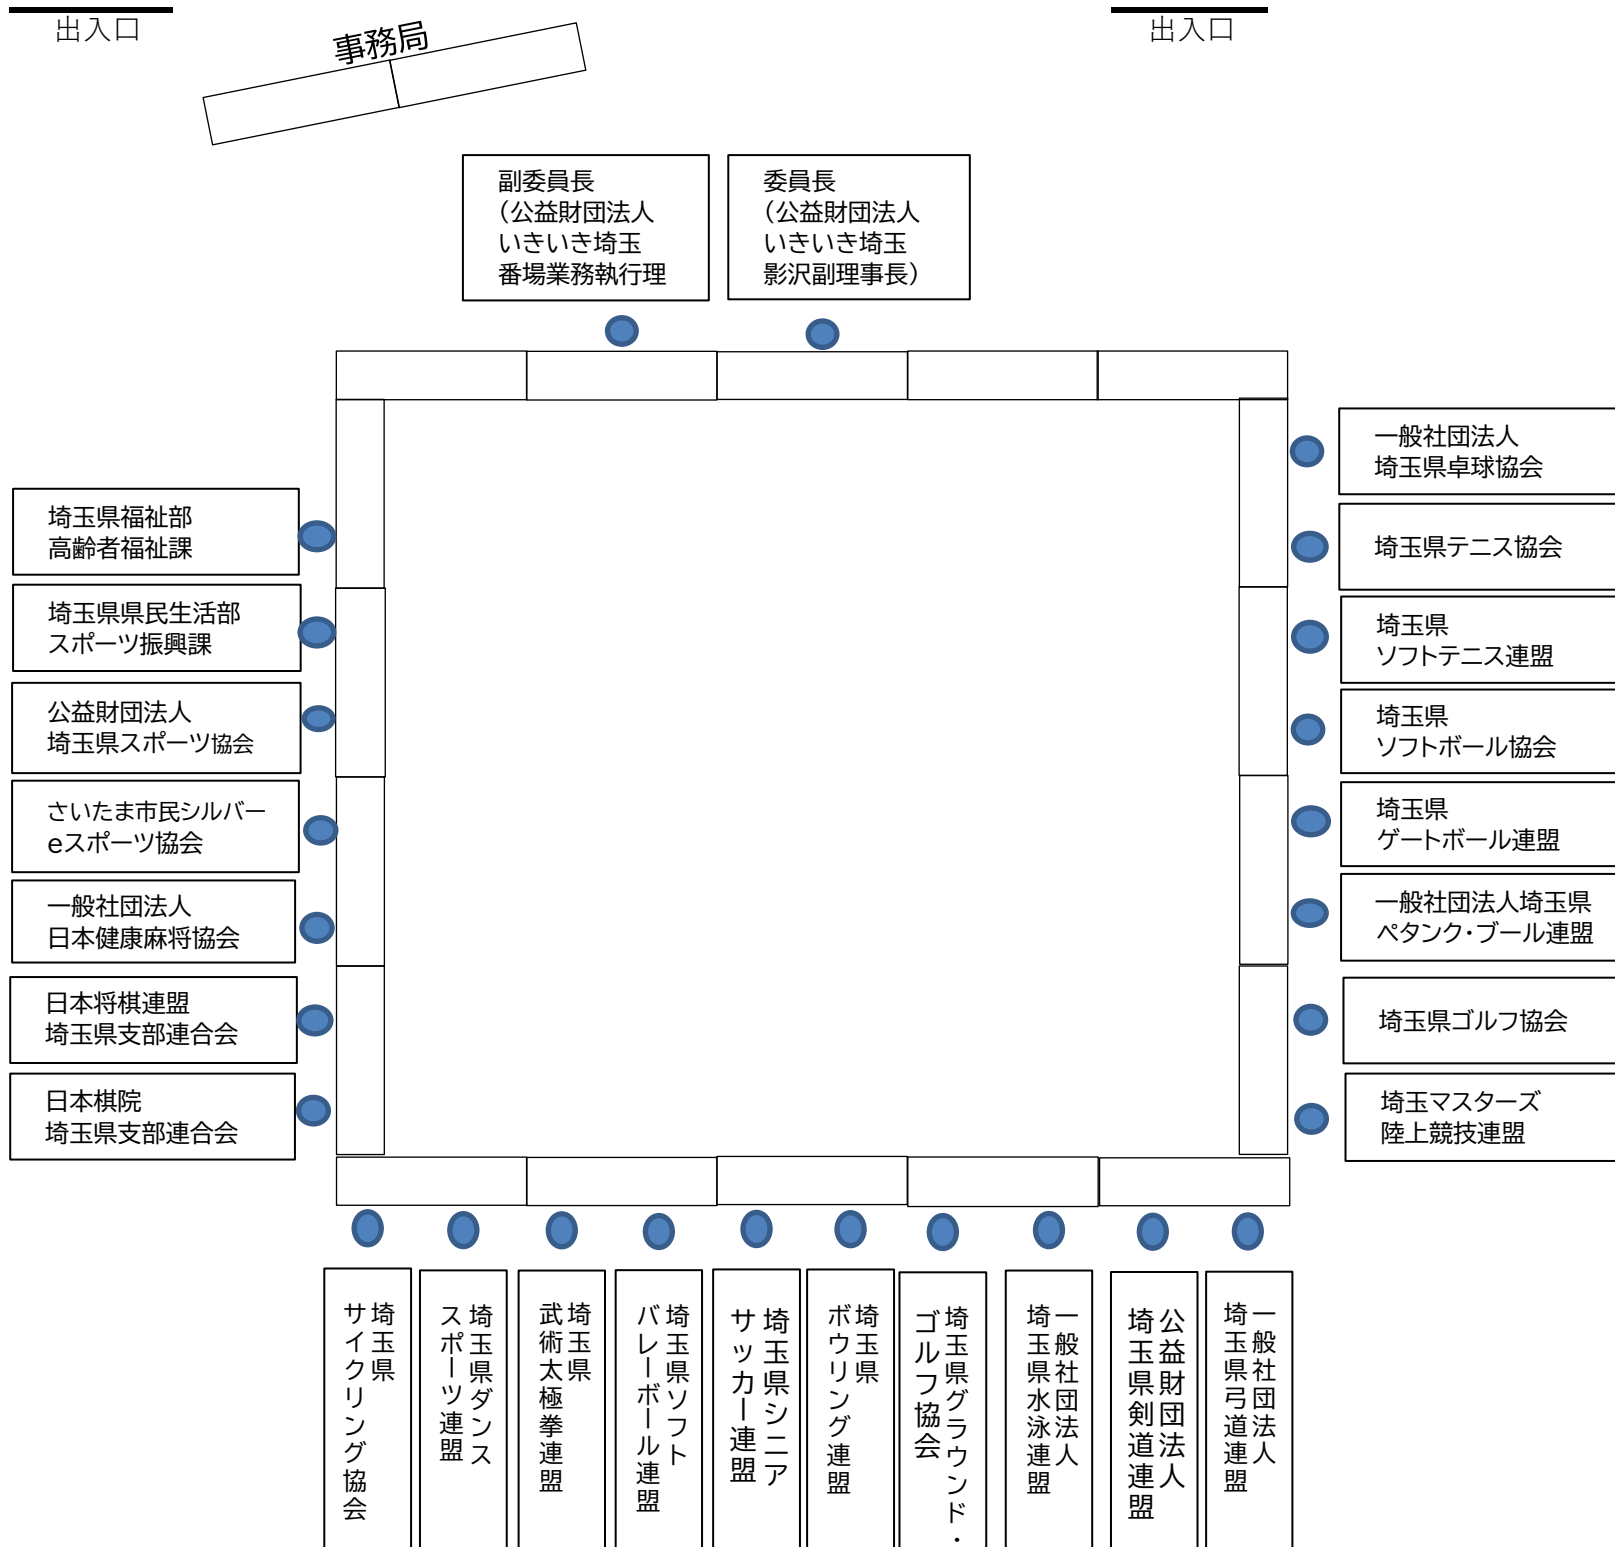 出入口
出入口
事務局
副委員長
（公益財団法人
いきいき埼玉
番場業務執行理
委員長
（公益財団法人
いきいき埼玉
影沢副理事長）
埼玉県福祉部
高齢者福祉課
埼玉県県民生活部
スポーツ振興課
公益財団法人
埼玉県スポーツ協会
さいたま市民シルバー
eスポーツ協会
一般社団法人
日本健康麻将協会
日本将棋連盟
埼玉県支部連合会
日本棋院
埼玉県支部連合会
一般社団法人
埼玉県卓球協会
埼玉県テニス協会
埼玉県
ソフトテニス連盟
埼玉県
ソフトボール協会
埼玉県
ゲートボール連盟
一般社団法人埼玉県
ペタンク・ブール連盟
埼玉県ゴルフ協会
埼玉マスターズ
陸上競技連盟
埼玉県
サイクリング協会
埼玉県ダンス
スポーツ連盟
埼玉県
武術太極拳連盟
埼玉県ソフト
バレーボール連盟
埼玉県シニア
サッカー連盟
埼玉県
ボウリング連盟
埼玉県グラウンド・
ゴルフ協会
一般社団法人
埼玉県水泳連盟
公益財団法人
埼玉県剣道連盟
一般社団法人
埼玉県弓道連盟